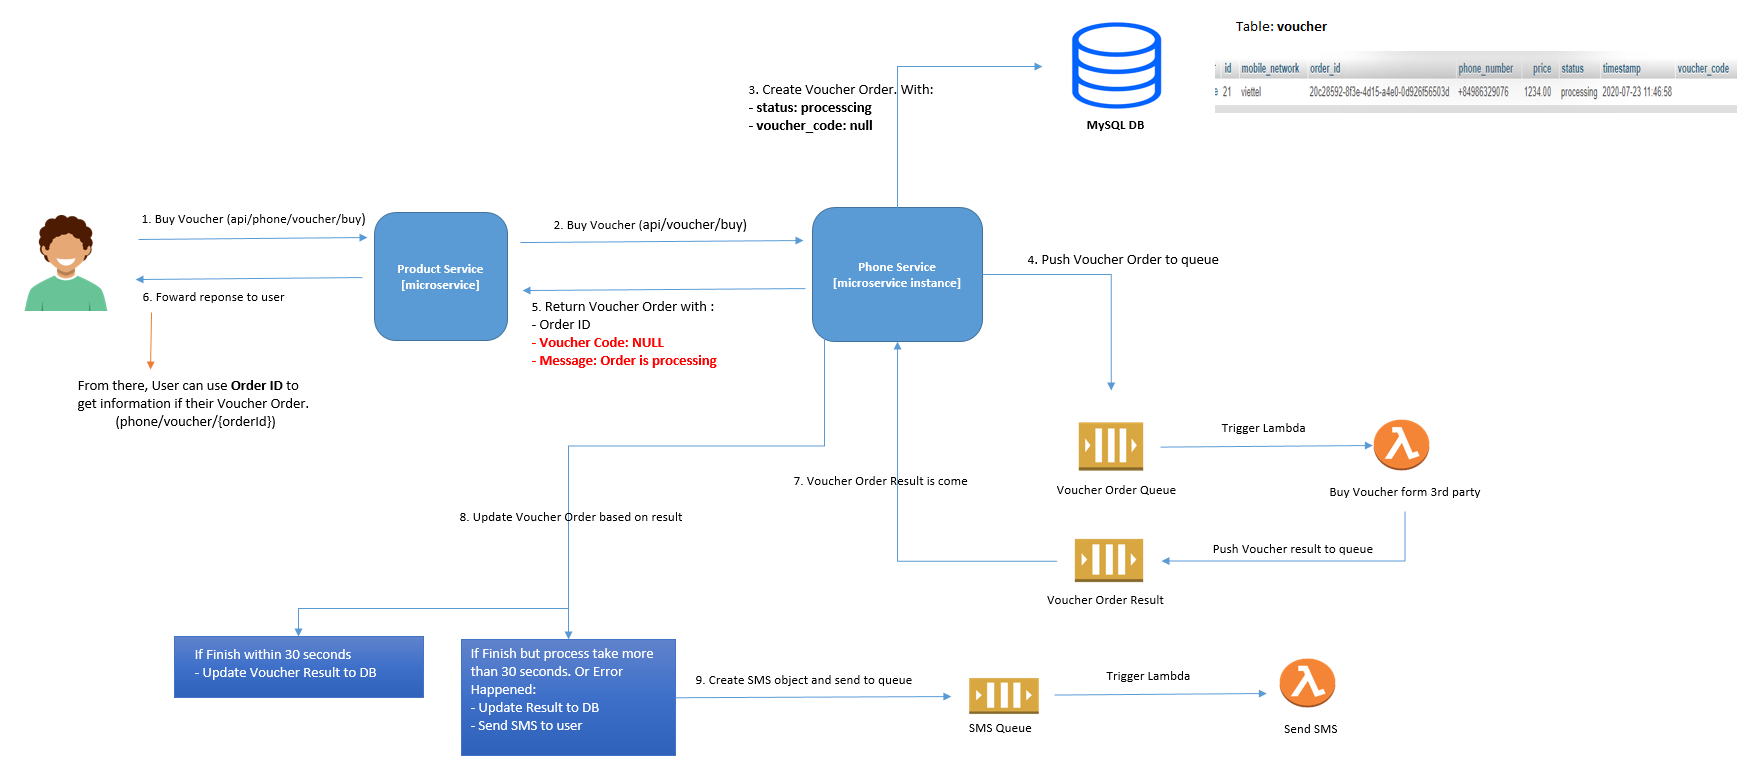 Table: voucher
id mobile_network order_id phone_number price status timestamp voucher_code
21 viettel 20c28592-8f3e-4d15-a4e0-0d926f56503d +84986329076 1234.00 processing 2020-07-23 11:46:58
3. Create Voucher Order. With:
- status: processcing
- voucher_code: null
MySQL DB
1. Buy Voucher (api/phone/voucher/buy)
2. Buy Voucher (api/voucher/buy)
Product Service
[microservice]
Phone Service
[microservice instance]
4. Push Voucher Order to queue
6. Foward reponse to user
5. Return Voucher Order with :
- Order ID
- Voucher Code: NULL
- Message: Order is processing
From there, User can use Order ID to
get information if their Voucher Order.
(phone/voucher/{orderId})
Trigger Lambda
Voucher Order Queue
Buy Voucher form 3rd party
7. Voucher Order Result is come
8. Update Voucher Order based on result
Push Voucher result to queue
Voucher Order Result
If Finish within 30 seconds
- Update Voucher Result to DB
If Finish but process take more
than 30 seconds. Or Error
Happened:
- Update Result to DB
- Send SMS to user
9. Create SMS object and send to queue
Trigger Lambda
SMS Queue
Send SMS